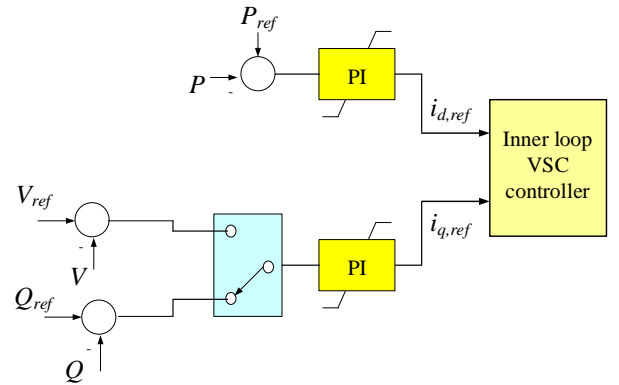 P_ref
P
-
PI
i_d,ref
Inner loop
VSC
controller
V_ref
-
V
PI
i_q,ref
Q_ref
-
Q